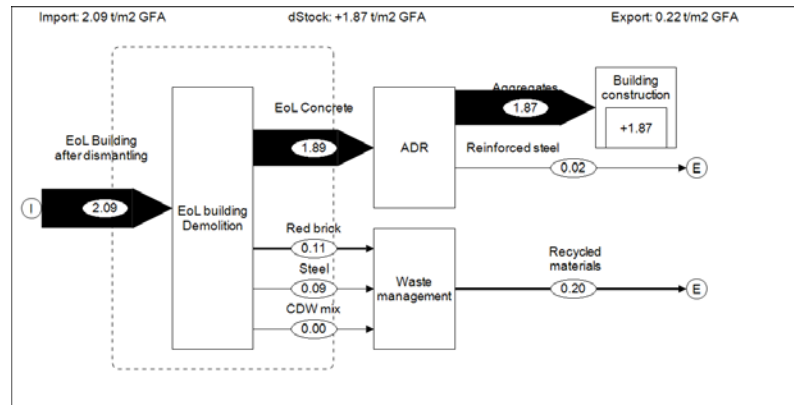 Import: 2.09 t/m2 GFA
dStock: +1.87 t/m2 GFA
Export: 0.22 t/m2 GFA
Aggregates
1.87
Building
construction
+1.87
EoL Concrete
1.89
ADR
Reinforced steel
0.02
E
EoL Building
after dismantling
I
2.09
EoL building
Demolition
Red brick
0.11
Steel
0.09
CDW mix
0.00
Waste
management
Recycled
materials
0.20
E